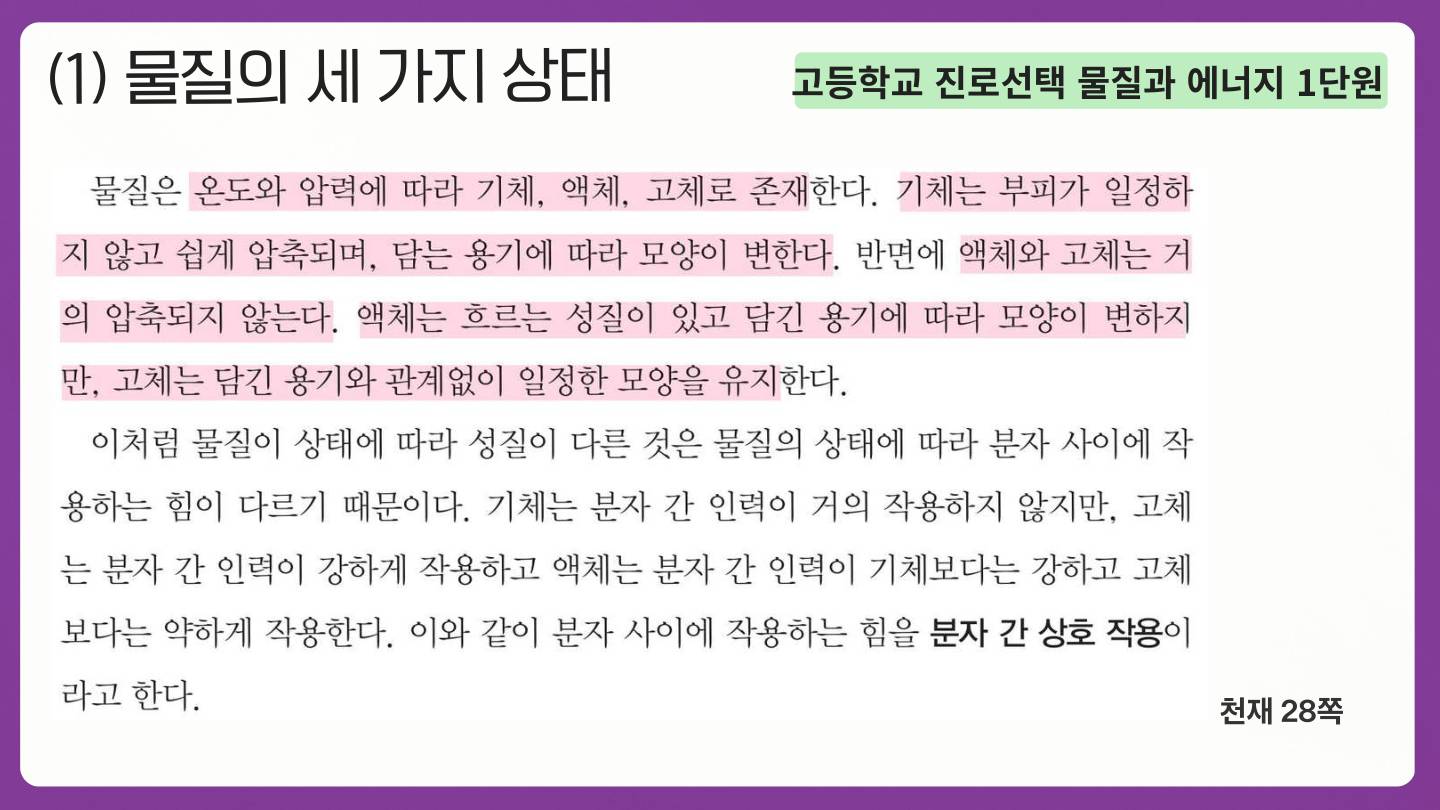 (1) 물질의 세 가지 상태
고등학교 진로선택 물질과 에너지 1단원
물질은 온도와 압력에 따라 기체, 액체, 고체로 존재한다. 기체는 부피가 일정하
지 않고 쉽게 압축되며, 담는 용기에 따라 모양이 변한다. 반면에 액체와 고체는 거
의 압축되지 않는다. 액체는 흐르는 성질이 있고 담긴 용기에 따라 모양이 변하지
만, 고체는 담긴 용기와 관계없이 일정한 모양을 유지한다.
이처럼 물질이 상태에 따라 성질이 다른 것은 물질의 상태에 따라 분자 사이에 작
용하는 힘이 다르기 때문이다. 기체는 분자 간 인력이 거의 작용하지 않지만, 고체
는 분자 간 인력이 강하게 작용하고 액체는 분자 간 인력이 기체보다는 강하고 고체
보다는 약하게 작용한다. 이와 같이 분자 사이에 작용하는 힘을 분자 간 상호 작용이
라고 한다.
천재 28쪽